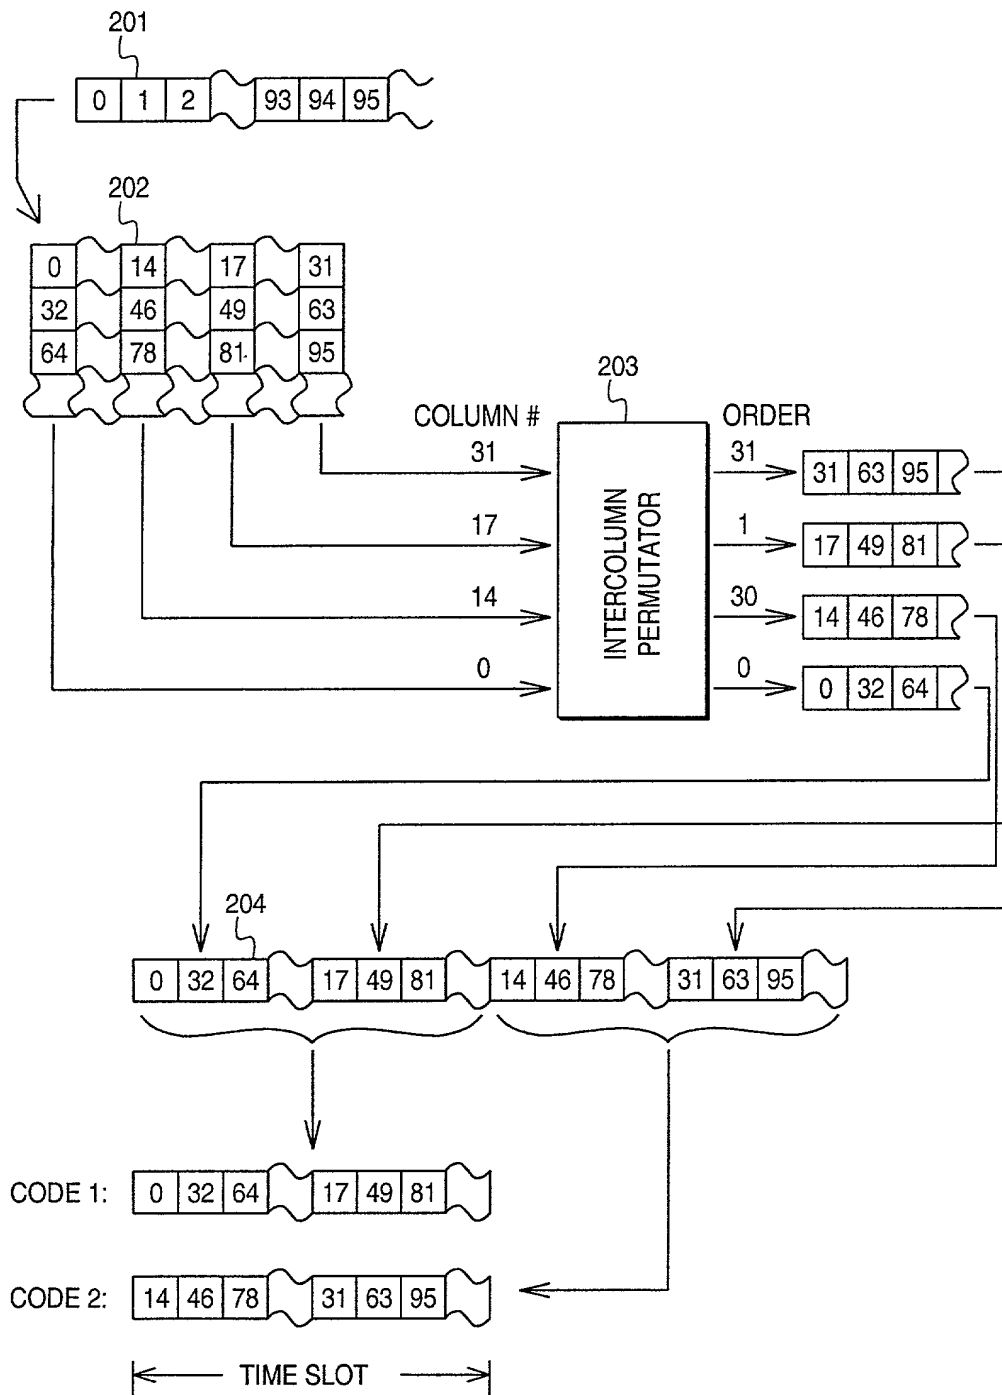 201
0 1 2 93 94 95
202
0 14 17 31
32 46 49 63
64 78 81 95
203
COLUMN # ORDER
31 31 31 63 95
17 1 17 49 81
14 30 14 46 78
0 0 0 32 64
INTERCOLUMN
PERMUTATOR
204
0 32 64 17 49 81 14 46 78 31 63 95
CODE 1: 0 32 64 17 49 81
CODE 2: 14 46 78 31 63 95
TIME SLOT